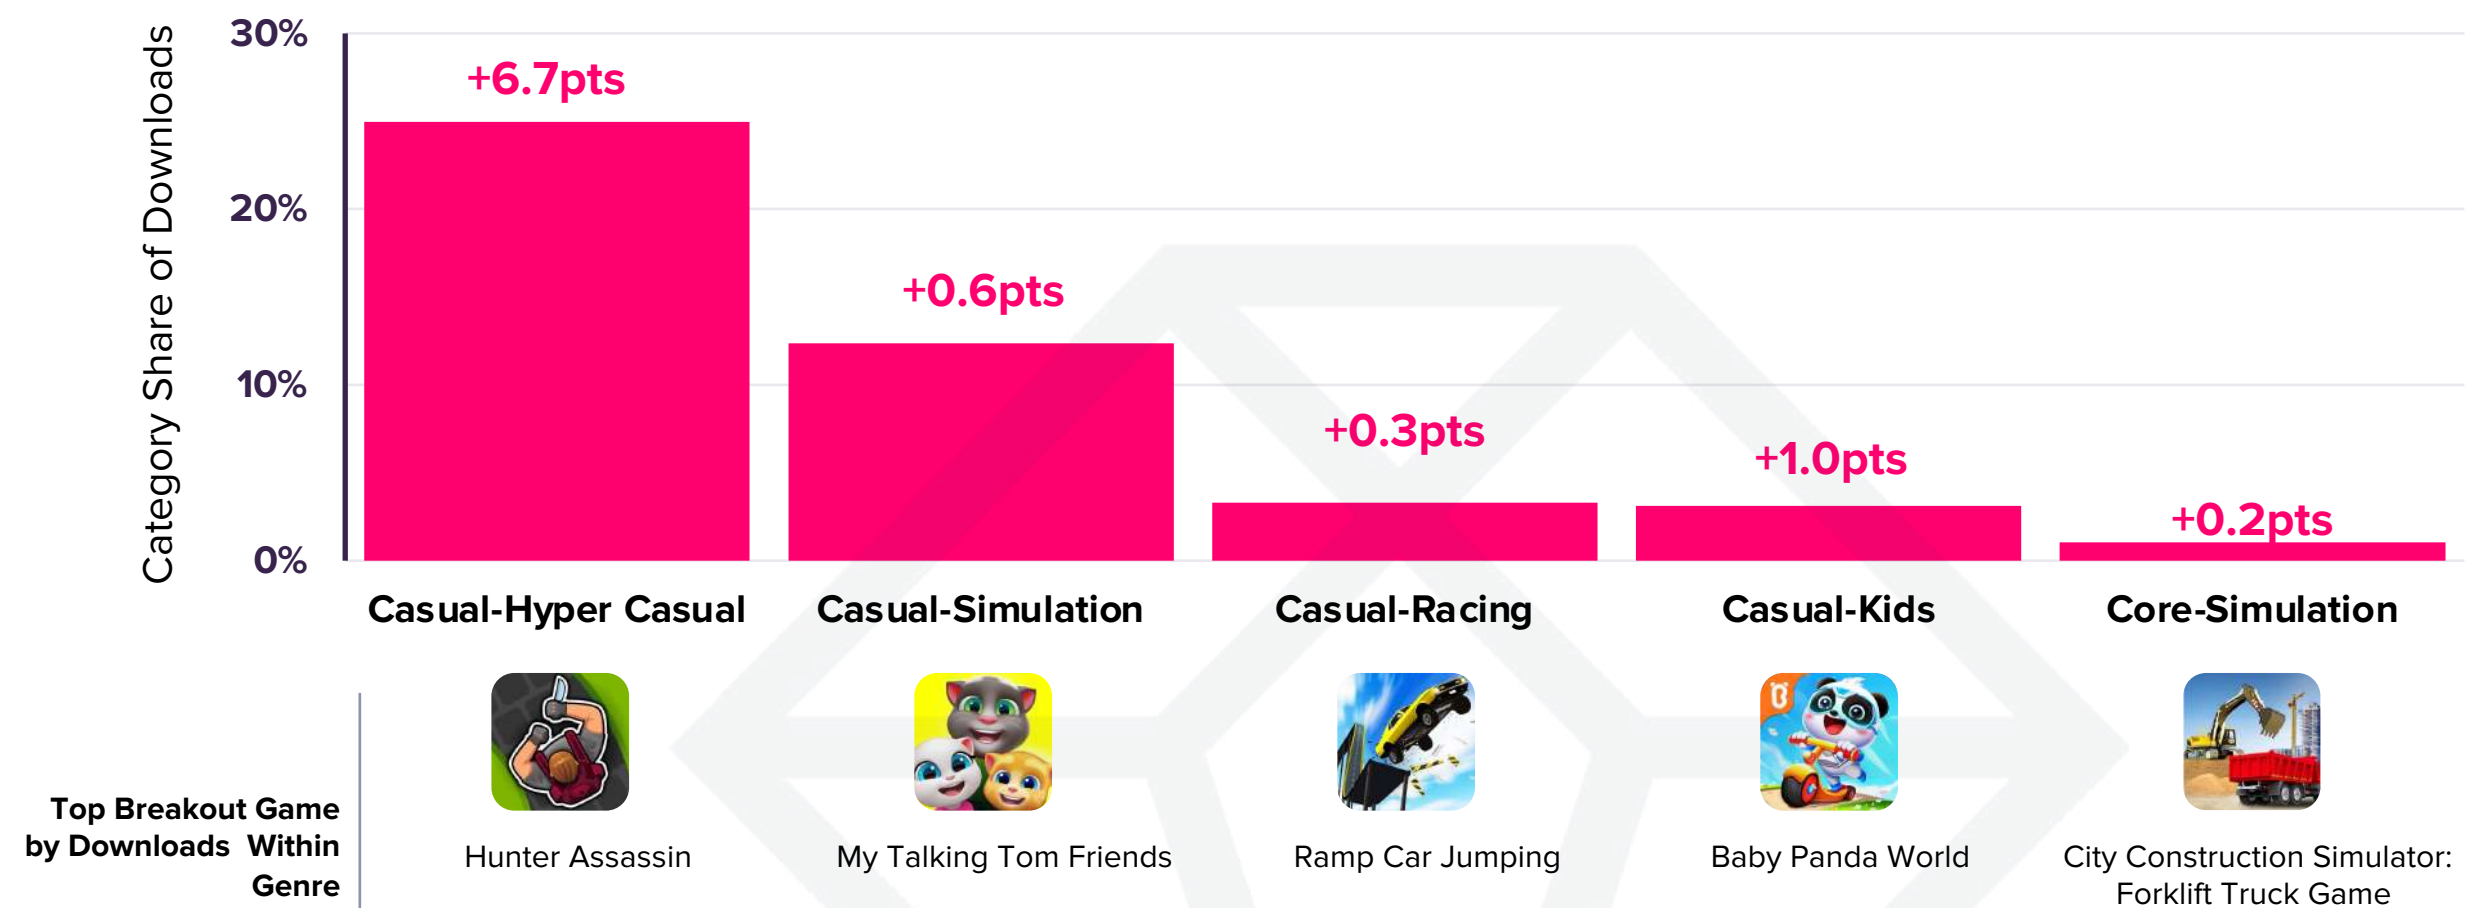 Category Share of Downloads
30%
20%
10%
0%
+6.7pts
+0.6pts
+0.3pts
+1.0pts
+0.2pts
Casual-Hyper Casual
Casual-Simulation
Casual-Racing
Casual-Kids
Core-Simulation
Top Breakout Game
by Downloads Within
Genre
Hunter Assassin
My Talking Tom Friends
Ramp Car Jumping
Baby Panda World
City Construction Simulator:
Forklift Truck Game